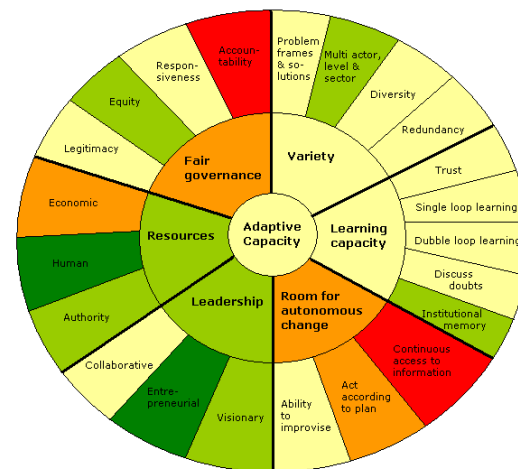 Problem
frames
& so-
lutions
Multi actor,
level &
sector
Diversity
Redundancy
Trust
Single loop learning
Dubble loop learning
Discuss
doubts
Institutional
memory
Continuous
access to
information
Act
according
to plan
Ability
to
improvise
Visionary
Entre-
preneurial
Collaborative
Authority
Human
Economic
Legitimacy
Equity
Respon-
siveness
Accoun-
tability
Variety
Learning
capacity
Room for
autonomous
change
Leadership
Resources
Fair
governance
Adaptive
Capacity